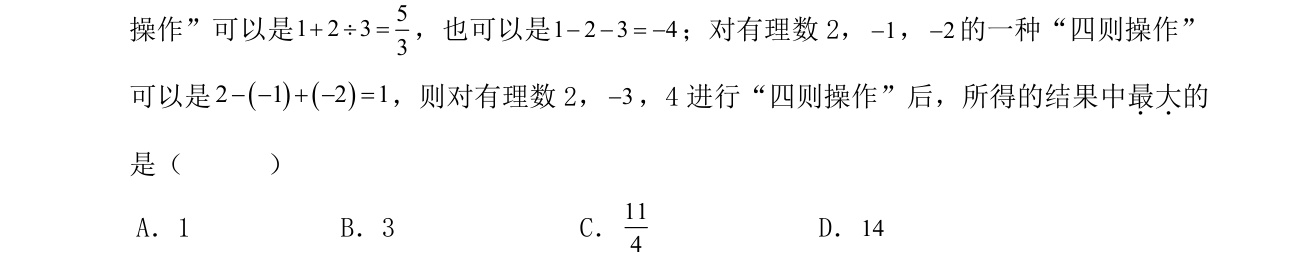 操作”可以是1+2÷3=5/3，也可以是1−2−3=−4；对有理数2，−1，−2的一种“四则操作”
可以是2−(−1)+(−2)=1，则对有理数2，−3，4进行“四则操作”后，所得的结果中最大的
是（　　）
A．1　B．3　C．11/4　D．14